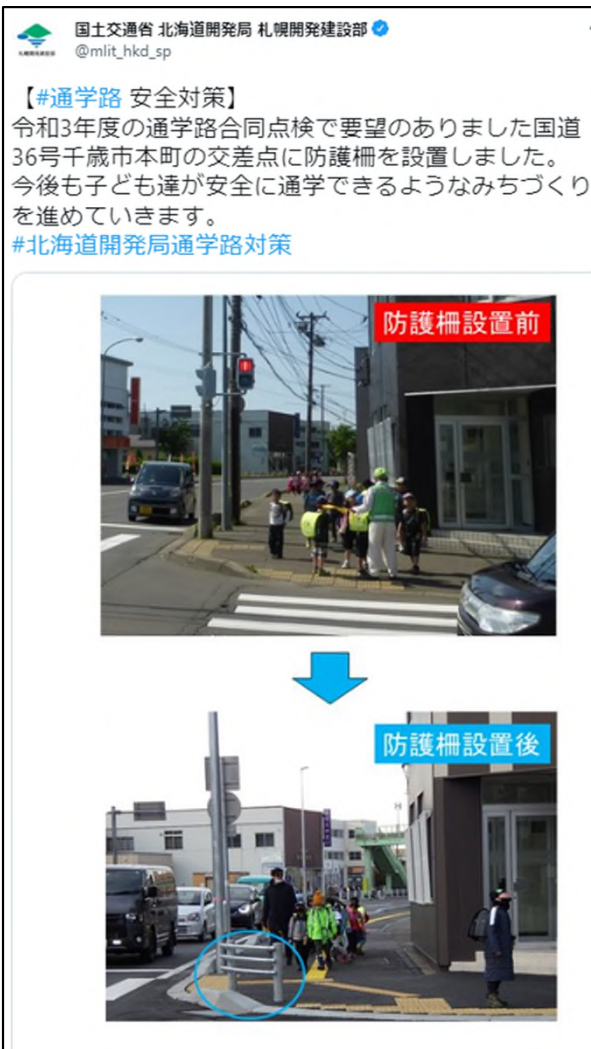 国土交通省 北海道開発局 札幌開発建設部
@mlit_hkd_sp
【#通学路 安全対策】
令和3年度の通学路合同点検で要望のありました国道
36号千歳市本町の交差点に防護柵を設置しました。
今後も子ども達が安全に通学できるようなみちづくり
を進めていきます。
#北海道開発局通学路対策
防護柵設置前
防護柵設置後